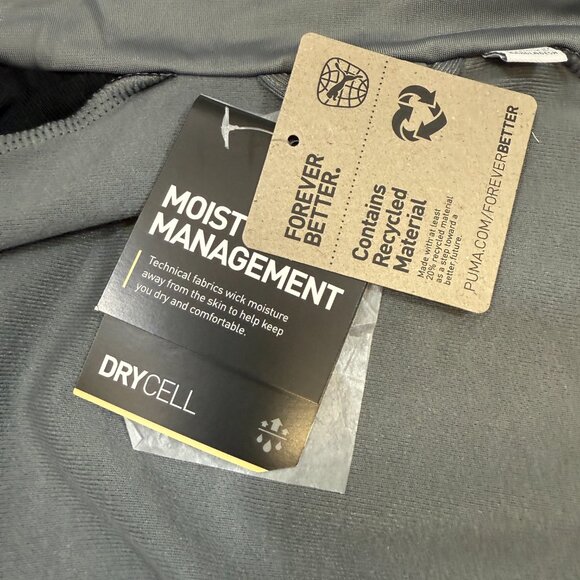 MOIST
MANAGEMENT
Technical fabrics wick moisture
away from the skin to help keep
you dry and comfortable.
DRYCELL
FOREVER
BETTER.
Contains
Recycled
Material
Made with at least
20% recycled material
as a step toward a
better future.
PUMA.COM/FOREVERBETTER